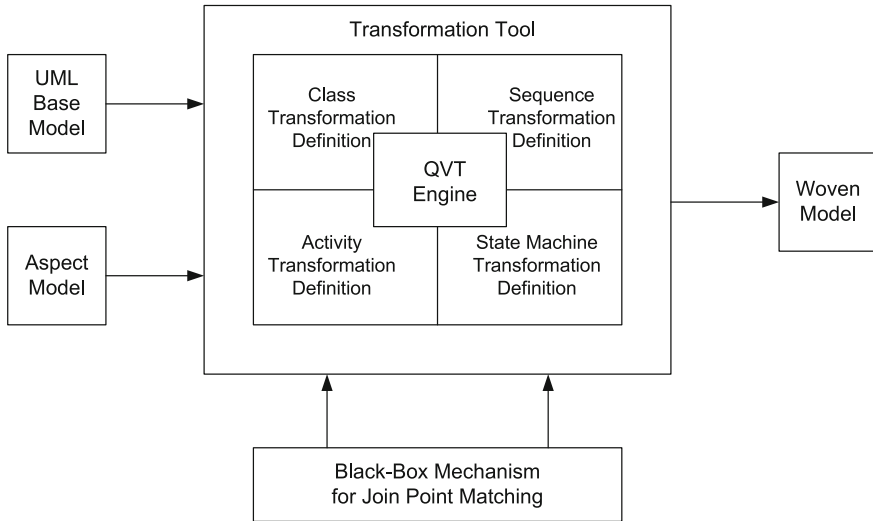 Transformation Tool
UML
Base
Model
Class
Transformation
Definition
Sequence
Transformation
Definition
QVT
Engine
Woven
Model
Aspect
Model
Activity
Transformation
Definition
State Machine
Transformation
Definition
Black-Box Mechanism
for Join Point Matching